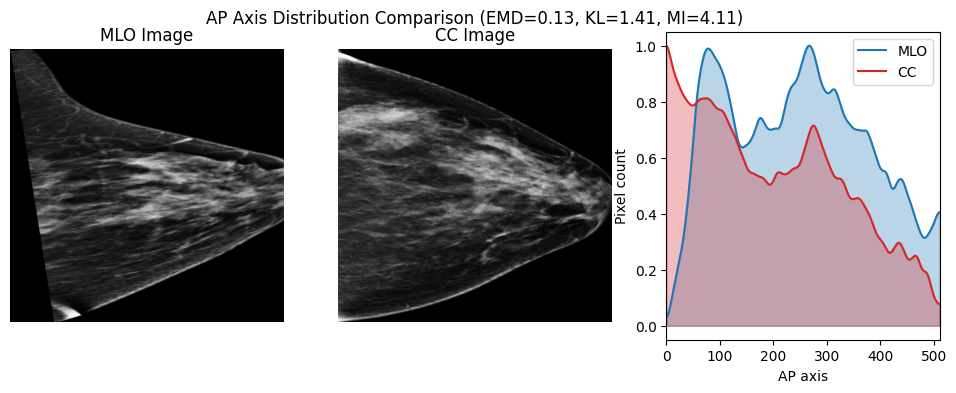 AP Axis Distribution Comparison (EMD=0.13, KL=1.41, MI=4.11)
MLO Image
CC Image
MLO
CC
Pixel count
1.0
0.8
0.6
0.4
0.2
0.0
0
100
200
300
400
500
AP axis